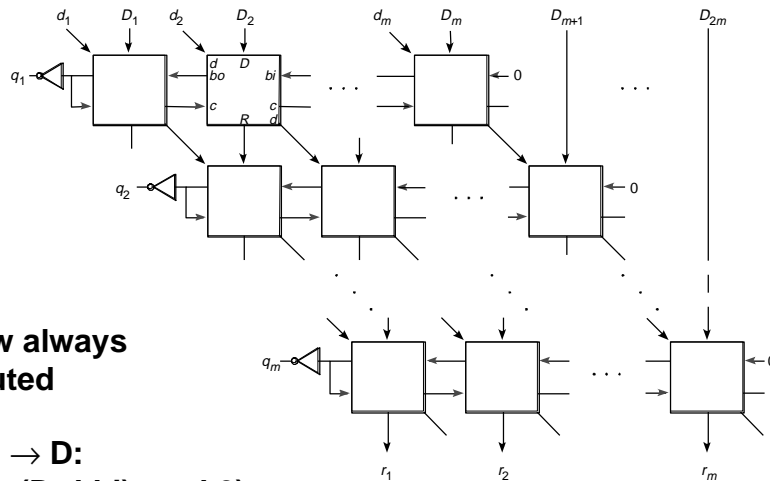 d1 D1 d2 D2 dm Dm Dm+1 D2m
q1 d D bo bi . . . 0 . . .
c c
R d
q2 . . . 0
. . . . . . . . .
w always
qm 0
uted
. . .
→ D:
r1 r2 rm